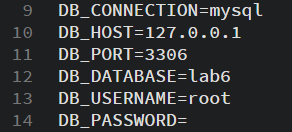 9 DB_CONNECTION=mysql
10 DB_HOST=127.0.0.1
11 DB_PORT=3306
12 DB_DATABASE=lab6
13 DB_USERNAME=root
14 DB_PASSWORD=